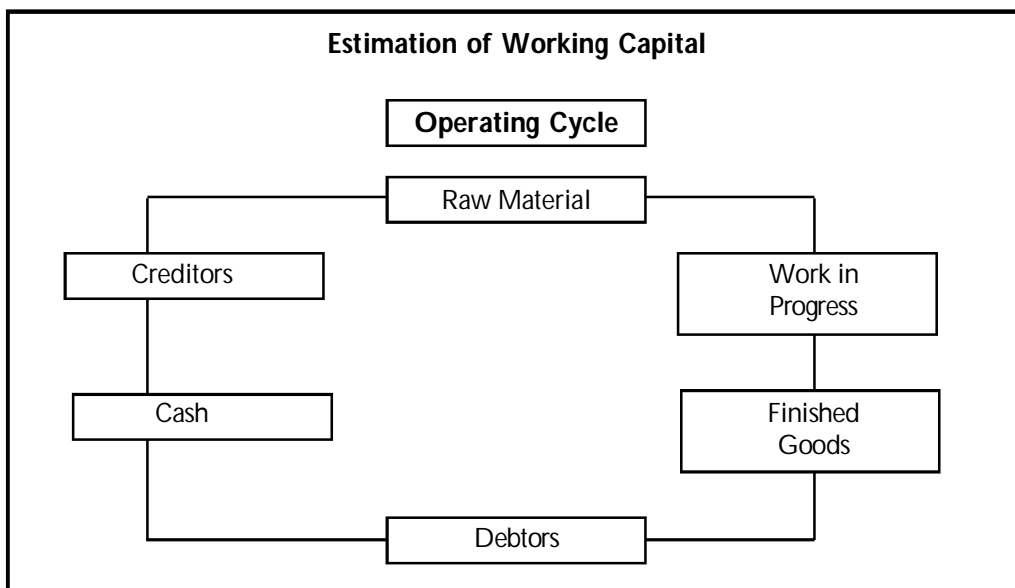 Estimation of Working Capital
Operating Cycle
Raw Material
Creditors
Work in
Progress
Cash
Finished
Goods
Debtors